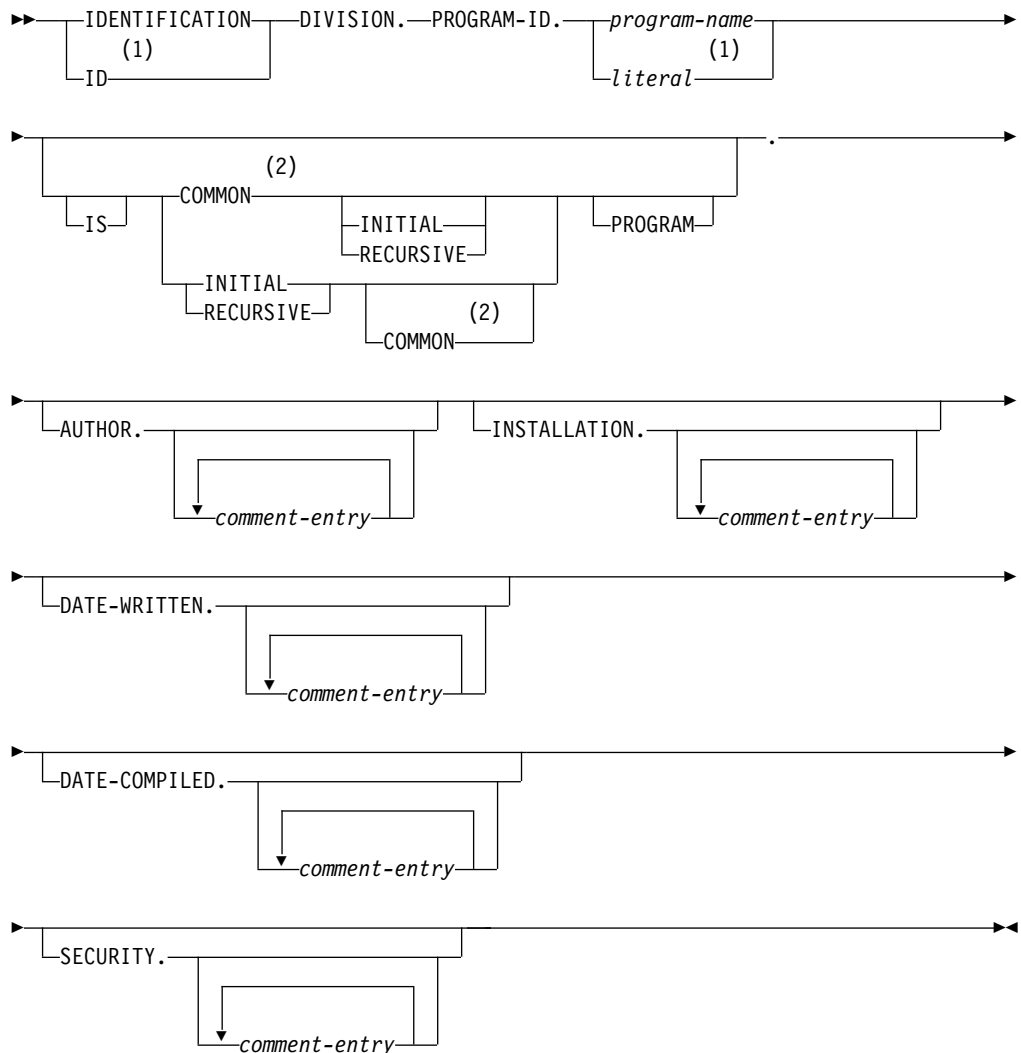 IDENTIFICATION DIVISION. PROGRAM-ID. program-name
(1) (1)
ID literal
.
(2)
COMMON
IS INITIAL PROGRAM
RECURSIVE
INITIAL
RECURSIVE (2)
COMMON
AUTHOR. INSTALLATION.
comment-entry comment-entry
DATE-WRITTEN.
comment-entry
DATE-COMPILED.
comment-entry
SECURITY.
comment-entry